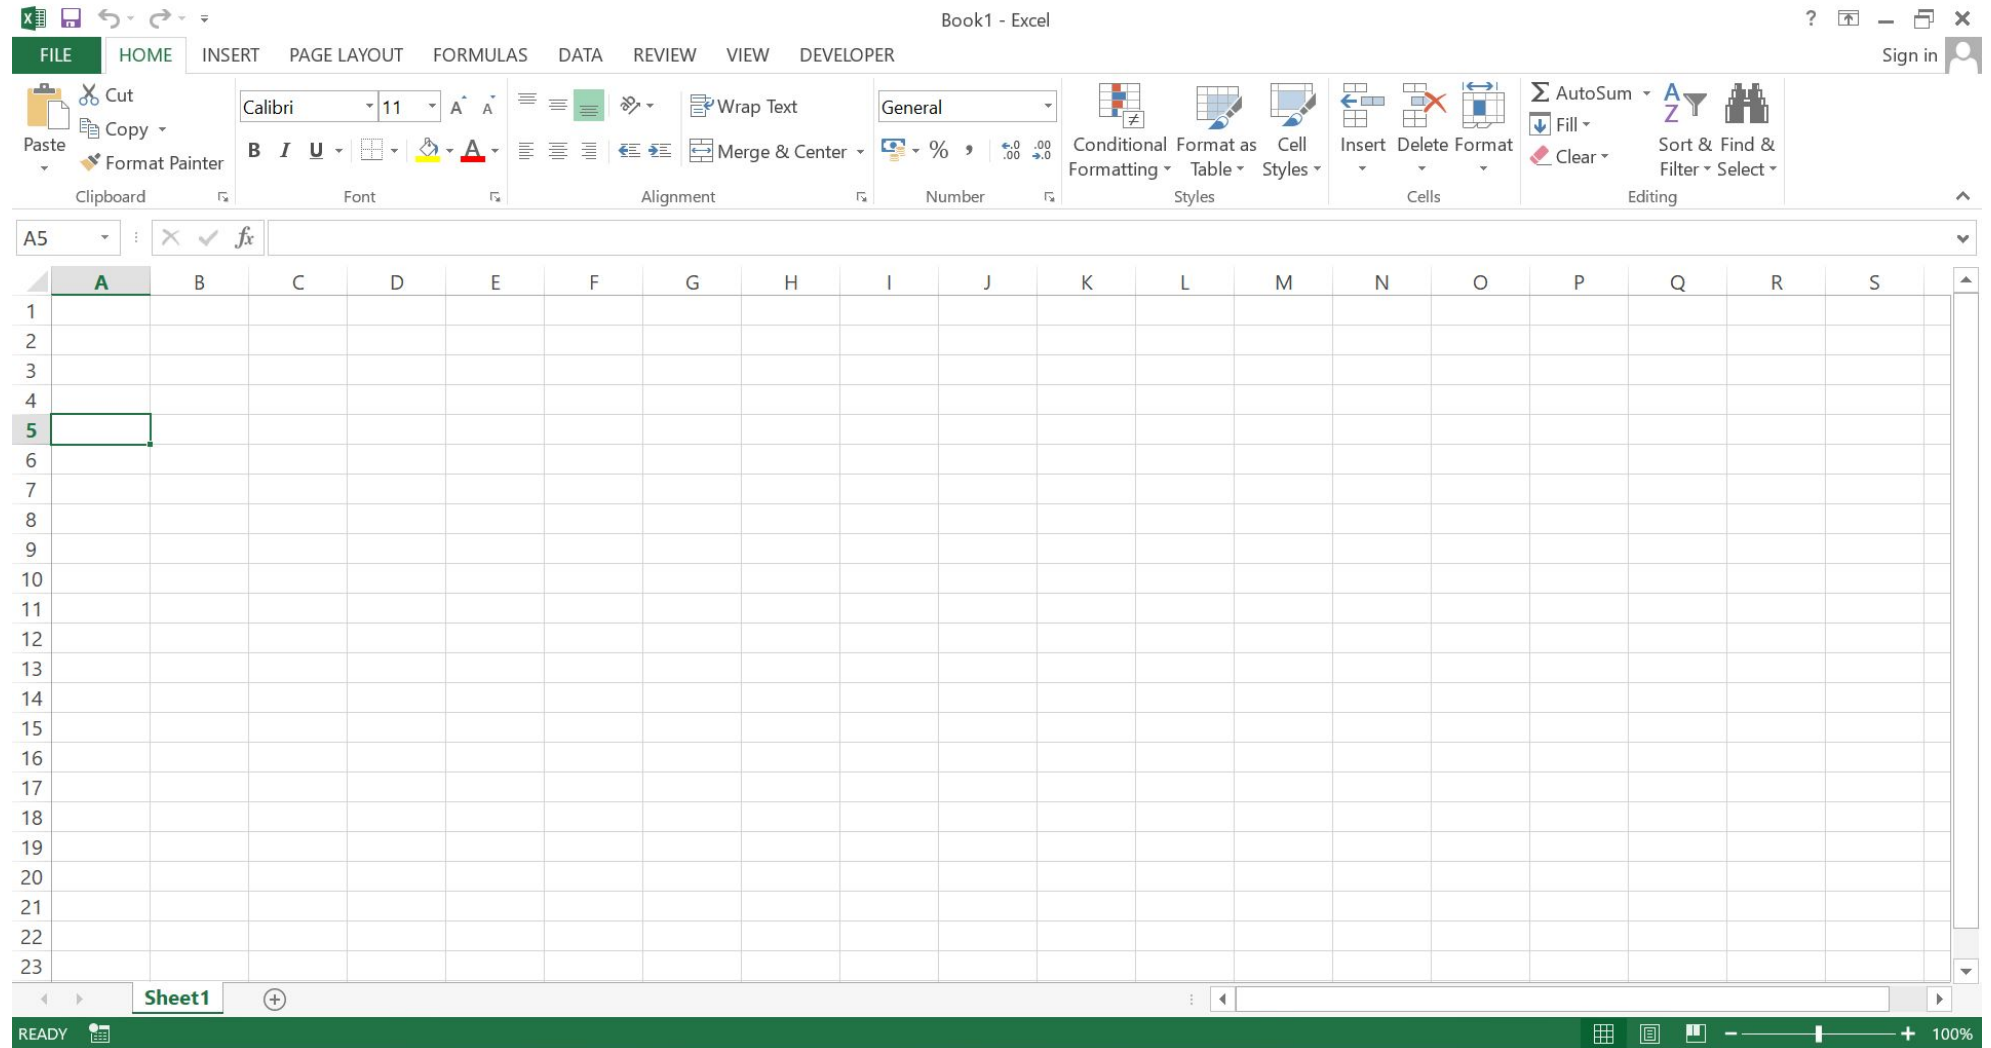 Book1 - Excel
?
FILE HOME INSERT PAGE LAYOUT FORMULAS DATA REVIEW VIEW DEVELOPER Sign in
Paste
Cut
Copy
Format Painter
Clipboard
Calibri 11 A A
B I U A
Font
Wrap Text
Merge & Center
Alignment
General
% , .0 .00 .00 .0
Number
Conditional Formatting
Format as Table
Cell Styles
Styles
Insert Delete Format
Cells
AutoSum
Fill
Clear
Sort & Filter
Find & Select
Editing
A5 fx
A B C D E F G H I J K L M N O P Q R S
1
2
3
4
5
6
7
8
9
10
11
12
13
14
15
16
17
18
19
20
21
22
23
Sheet1
READY 100%